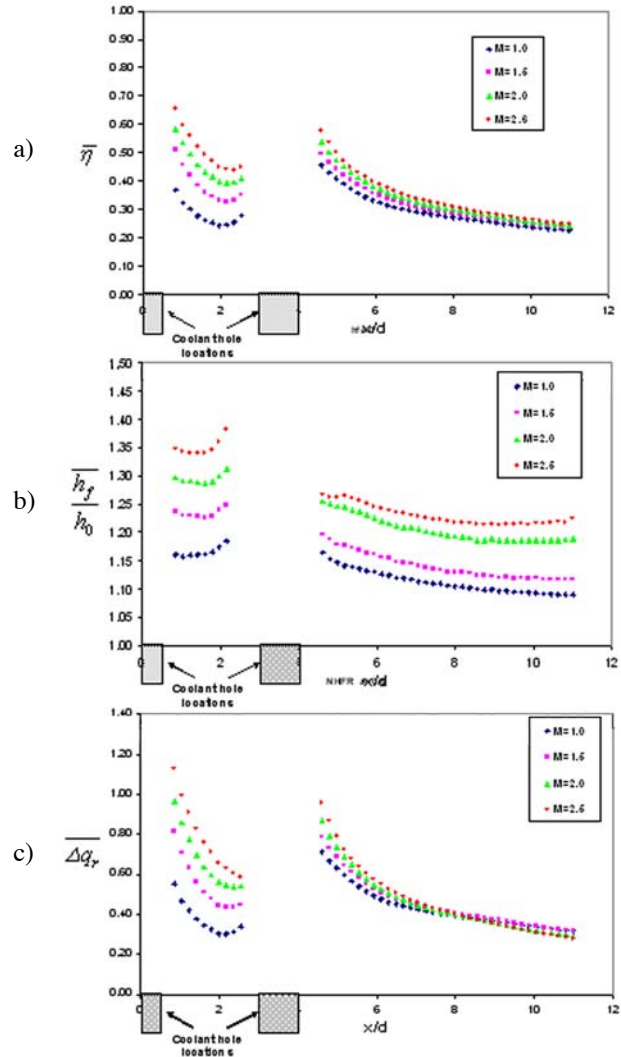 a)
η
1.00
0.90
0.80
0.70
0.60
0.50
0.40
0.30
0.20
0.10
0.00
M=1.0
M=1.5
M=2.0
M=2.5
0 2 4 6 8 10 12
x/d
Coolant hole
locations
b)
h_f
h_0
1.50
1.45
1.40
1.35
1.30
1.25
1.20
1.15
1.10
1.05
1.00
M=1.0
M=1.5
M=2.0
M=2.5
0 2 4 6 8 10 12
NHFR x/d
Coolant hole
locations
c)
Δq_r
1.40
1.20
1.00
0.80
0.60
0.40
0.20
0.00
M=1.0
M=1.5
M=2.0
M=2.5
0 2 4 6 8 10 12
x/d
Coolant hole
locations